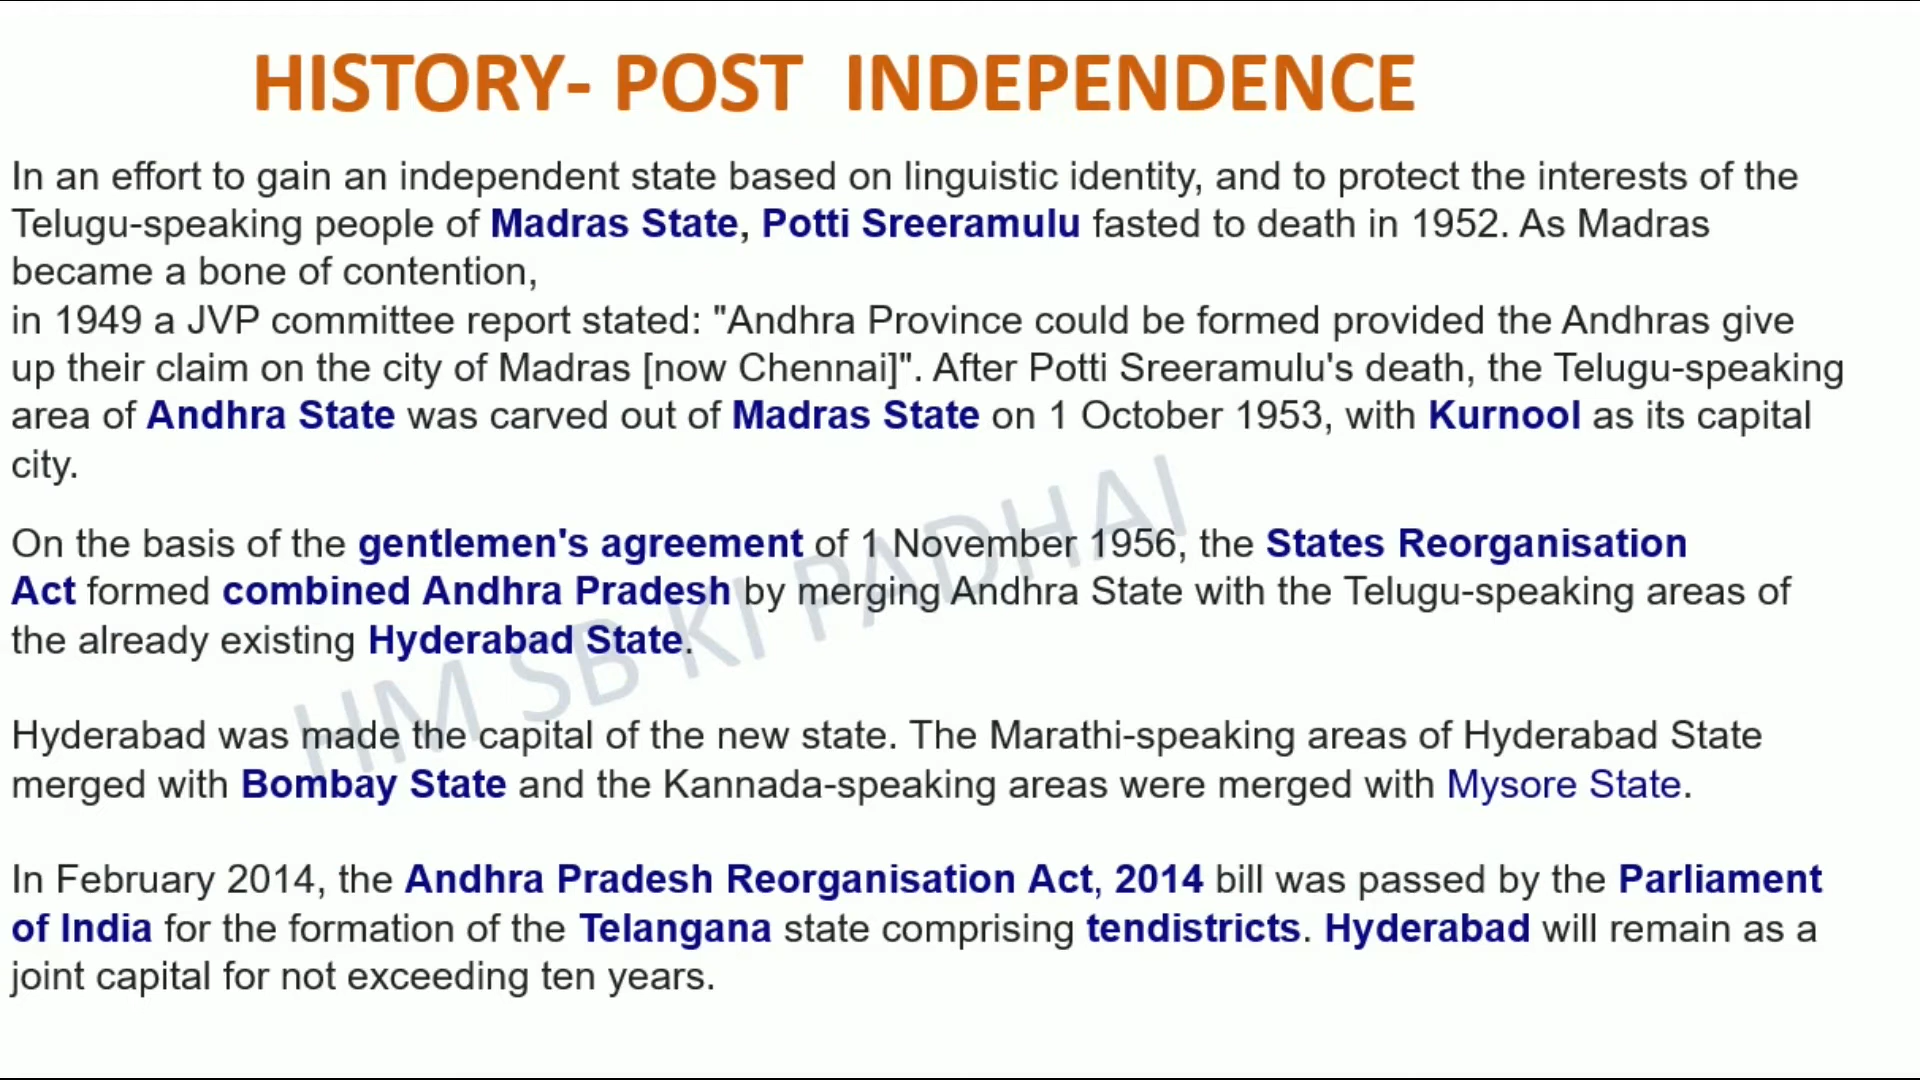 HISTORY- POST INDEPENDENCE
In an effort to gain an independent state based on linguistic identity, and to protect the interests of the
Telugu-speaking people of Madras State, Potti Sreeramulu fasted to death in 1952. As Madras
became a bone of contention,
in 1949 a JVP committee report stated: "Andhra Province could be formed provided the Andhras give
up their claim on the city of Madras [now Chennai]". After Potti Sreeramulu's death, the Telugu-speaking
area of Andhra State was carved out of Madras State on 1 October 1953, with Kurnool as its capital
city.
On the basis of the gentlemen's agreement of 1 November 1956, the States Reorganisation
Act formed combined Andhra Pradesh by merging Andhra State with the Telugu-speaking areas of
the already existing Hyderabad State.
Hyderabad was made the capital of the new state. The Marathi-speaking areas of Hyderabad State
merged with Bombay State and the Kannada-speaking areas were merged with Mysore State.
In February 2014, the Andhra Pradesh Reorganisation Act, 2014 bill was passed by the Parliament
of India for the formation of the Telangana state comprising tendistricts. Hyderabad will remain as a
joint capital for not exceeding ten years.
HM SB KI PADHAI